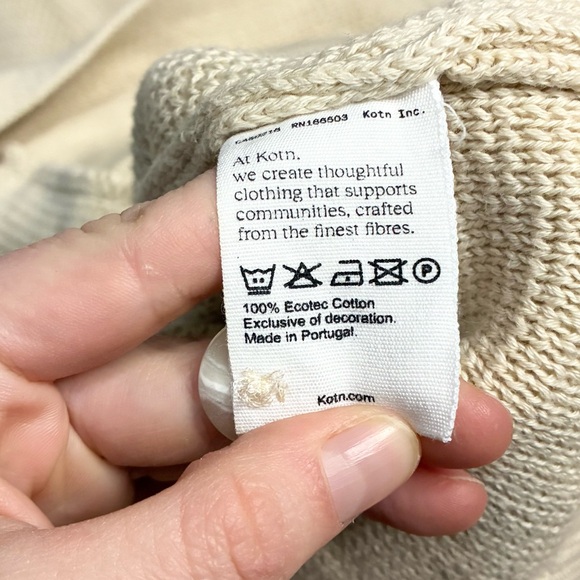 RN166503 Kotn Inc.
At Kotn,
we create thoughtful
clothing that supports
communities, crafted
from the finest fibres.
P
100% Ecotec Cotton
Exclusive of decoration.
Made in Portugal.
Kotn.com